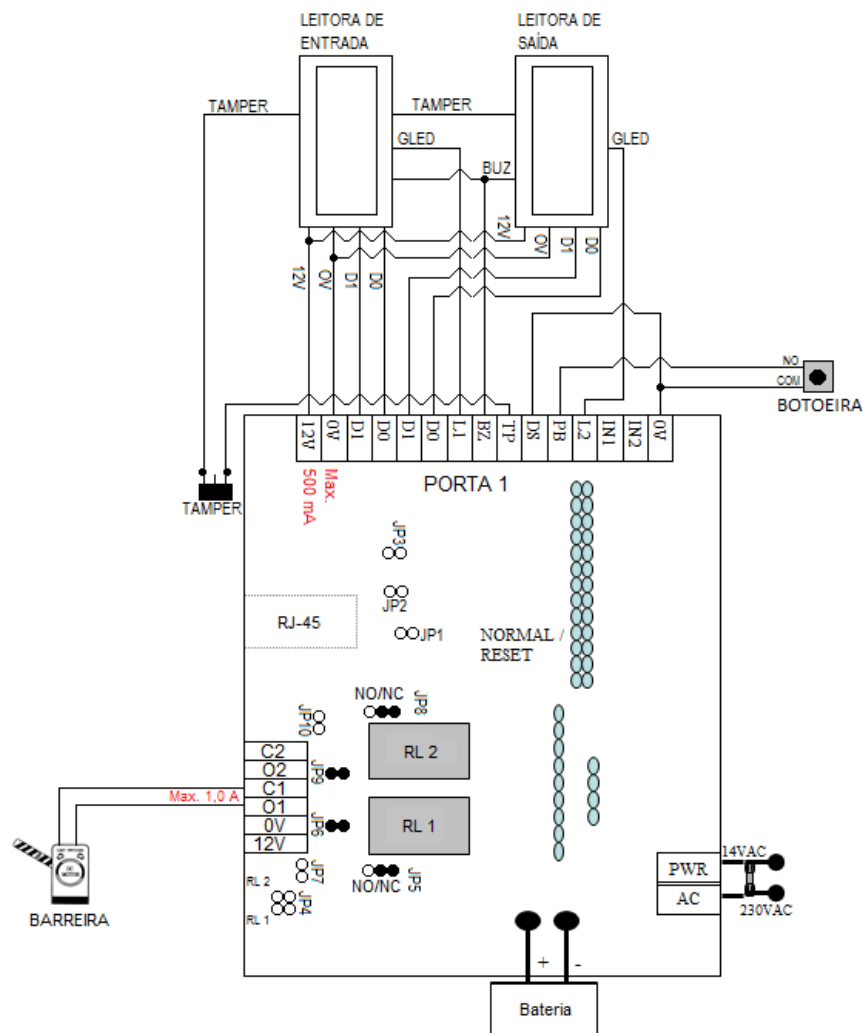 LEITORA DE
ENTRADA
LEITORA DE
SAÍDA
TAMPER
TAMPER
GLED
GLED
BUZ
12V
0V
D1
D0
12V
0V
D1
D0
NO
COM
BOTOEIRA
12V
0V
D1
D0
D1
D0
L1
BZ
TP
DS
PB
L2
IN1
IN2
0V
Max.
500 mA
PORTA 1
TAMPER
JP3
JP2
JP1
RJ-45
NORMAL /
RESET
NO/NC
JP8
JP10
RL 2
C2
O2
C1
O1
0V
12V
JP9
JP6
Max. 1,0 A
RL 1
JP7
NO/NC
JP5
RL 2
JP4
RL 1
BARREIRA
14VAC
PWR
AC
230VAC
+
-
Bateria